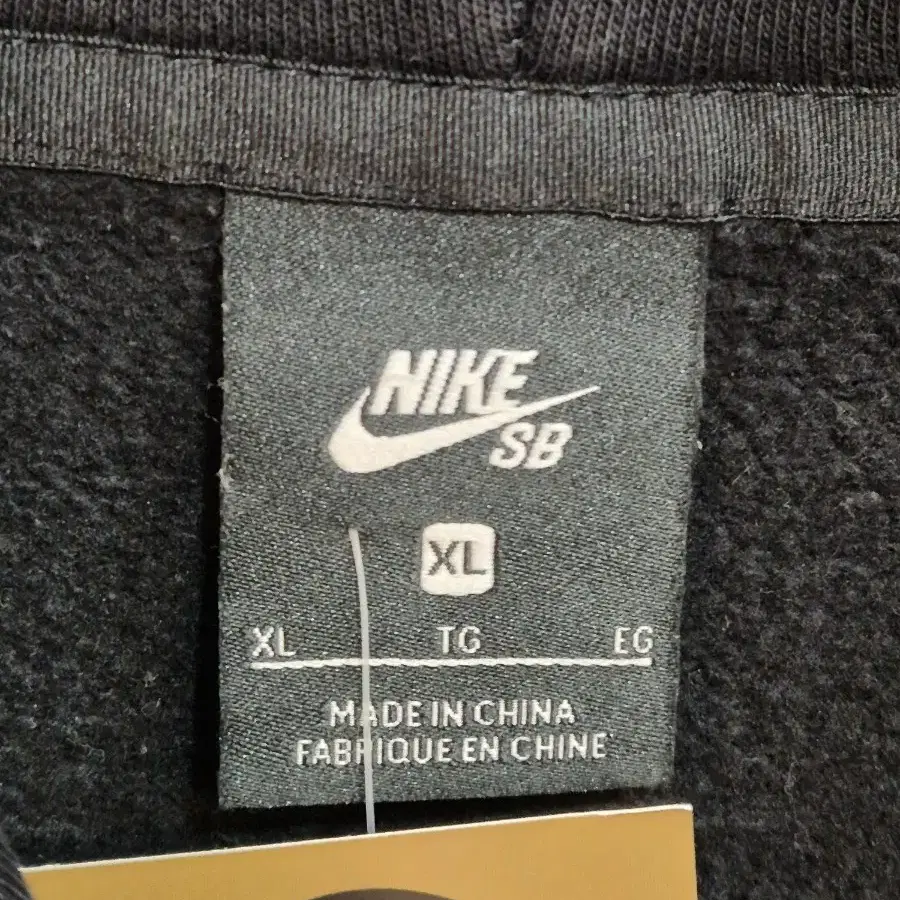 NIKE
SB
XL
XL TG EG
MADE IN CHINA
FABRIQUE EN CHINE